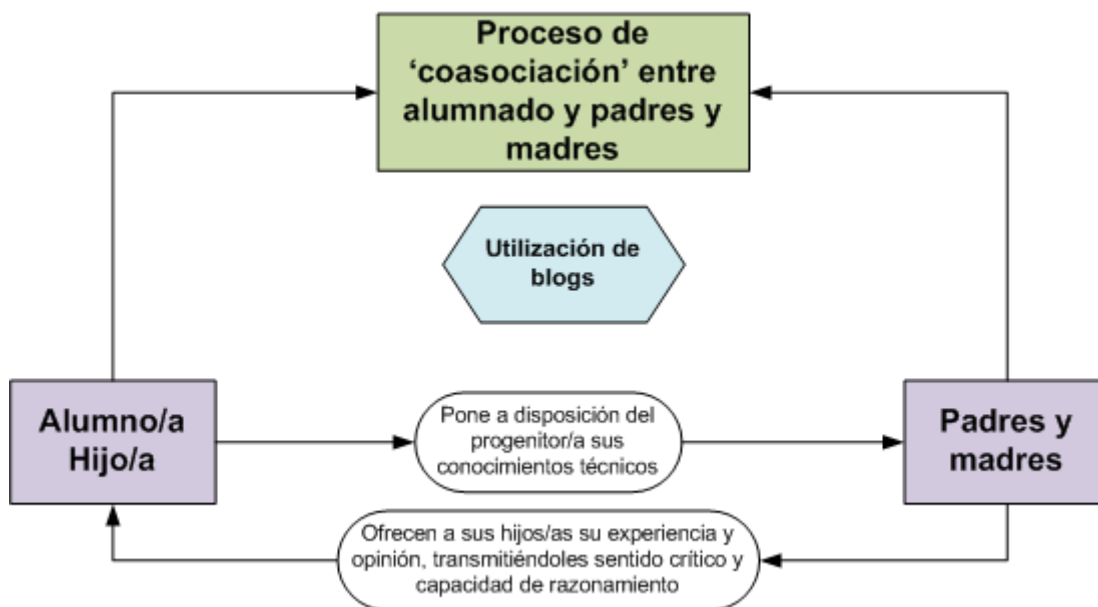 Proceso de
‘coasociación’ entre
alumnado y padres y
madres
Utilización de
blogs
Alumno/a
Hijo/a
Pone a disposición del
progenitor/a sus
conocimientos técnicos
Padres y
madres
Ofrecen a sus hijos/as su experiencia y
opinión, transmitiéndoles sentido crítico y
capacidad de razonamiento